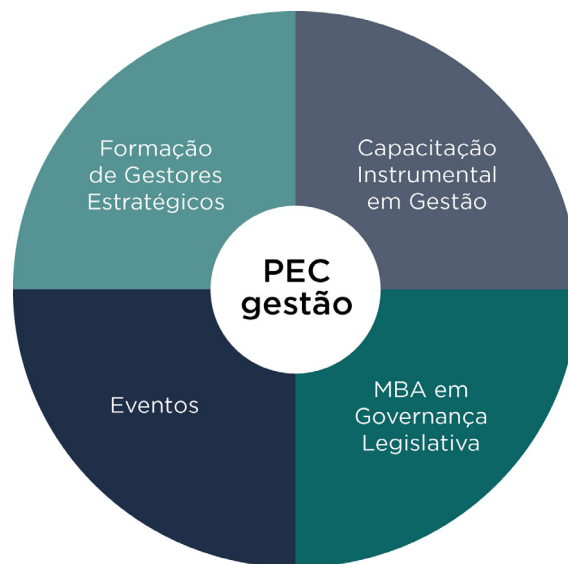 Formação
de Gestores
Estratégicos
Capacitação
Instrumental
em Gestão
PEC
gestão
Eventos
MBA em
Governança
Legislativa